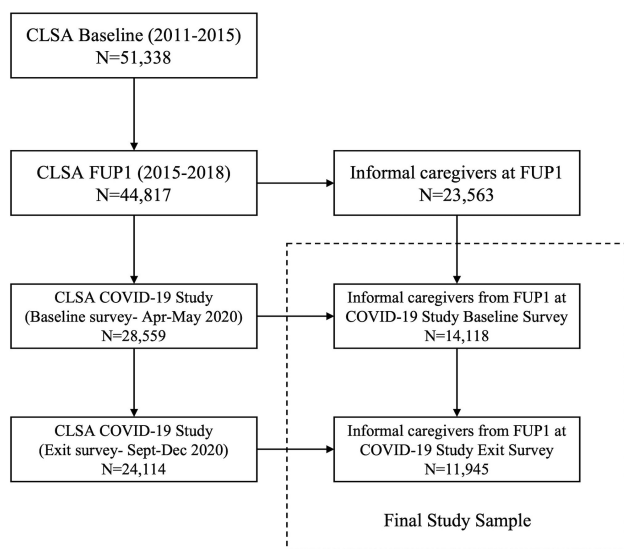 CLSA Baseline (2011-2015)
N=51,338
CLSA FUP1 (2015-2018)
N=44,817
Informal caregivers at FUP1
N=23,563
CLSA COVID-19 Study
(Baseline survey- Apr-May 2020)
N=28,559
Informal caregivers from FUP1 at
COVID-19 Study Baseline Survey
N=14,118
CLSA COVID-19 Study
(Exit survey- Sept-Dec 2020)
N=24,114
Informal caregivers from FUP1 at
COVID-19 Study Exit Survey
N=11,945
Final Study Sample